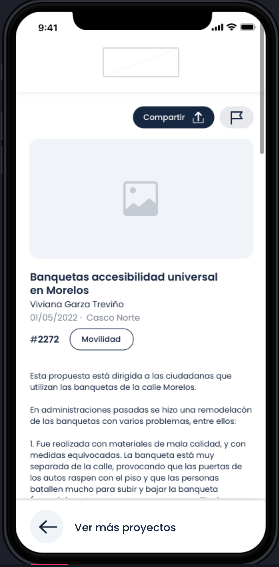 9:41
Compartir
Banquetas accesibilidad universal
en Morelos
Viviana Garza Treviño
01/05/2022 · Casco Norte
#2272 Movilidad
Esta propuesta está dirigida a las ciudadanas que
utilizan las banquetas de la calle Morelos.
En administraciones pasadas se hizo una remodelacón
de las banquetas con varios problemas, entre ellos:
1. Fue realizada con materiales de mala calidad, y con
medidas equivocadas. La banqueta está muy
separada de la calle, provocando que las puertas de
los autos raspen con el piso y que las personas
batallen mucho para subir y bajar la banqueta
Ver más proyectos